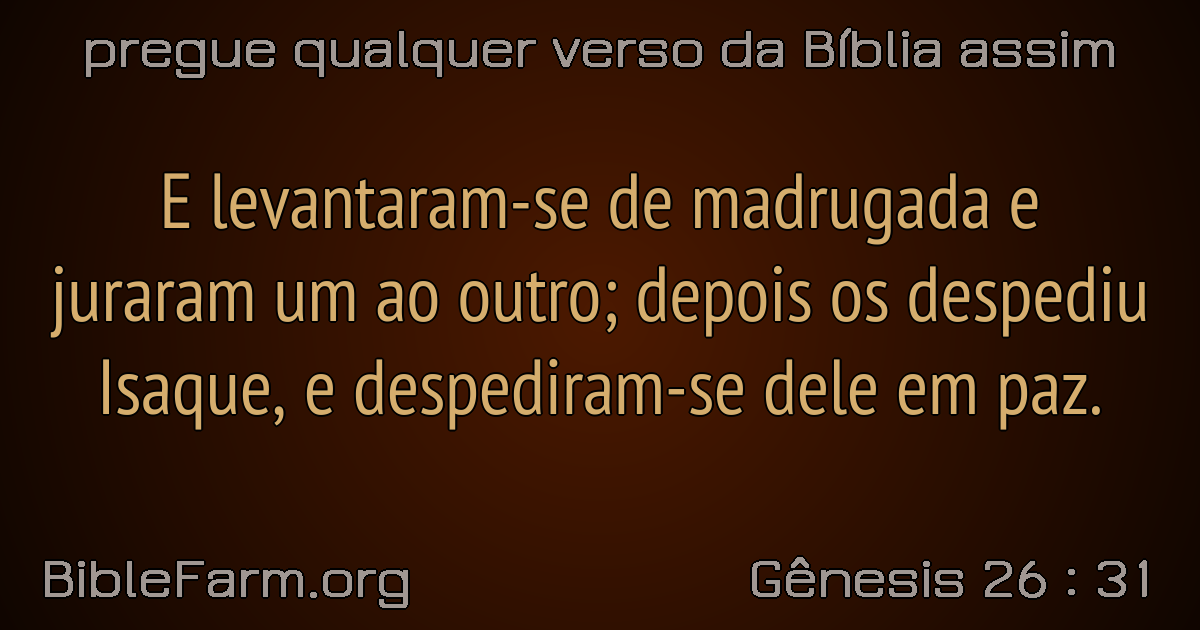 pregue qualquer verso da Bíblia assim
E levantaram-se de madrugada e
juraram um ao outro; depois os despediu
Isaque, e despediram-se dele em paz.
BibleFarm.org
Gênesis 26 : 31